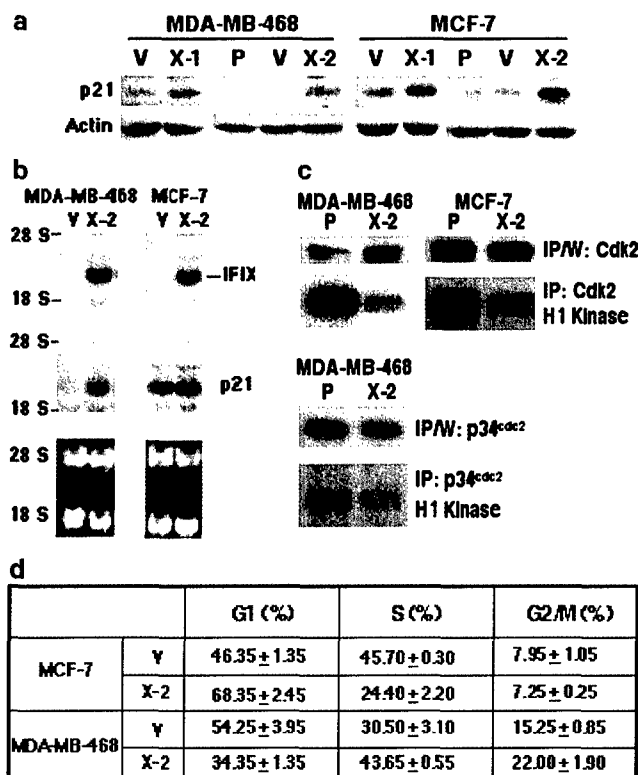 a
MDA-MB-468 MCF-7
V X-1 P V X-2 V X-1 P V X-2
p21
Actin
b
MDA-MB-468 MCF-7
V X-2 V X-2
28 S
IFIX
18 S
28 S
p21
18 S
28 S
18 S
c
MDA-MB-468 MCF-7
P X-2 P X-2
IP/W: Cdk2
IP: Cdk2
H1 Kinase
MDA-MB-468
P X-2
IP/W: p34cdc2
IP: p34cdc2
H1 Kinase
d
G1 (%) S (%) G2/M (%)
MCF-7 V 46.35±1.35 45.70±0.30 7.95±1.05
X-2 68.35±2.45 24.40±2.20 7.25±0.25
MDA-MB-468 V 54.25±3.95 30.50±3.10 15.25±0.85
X-2 34.35±1.35 43.65±0.55 22.00±1.90